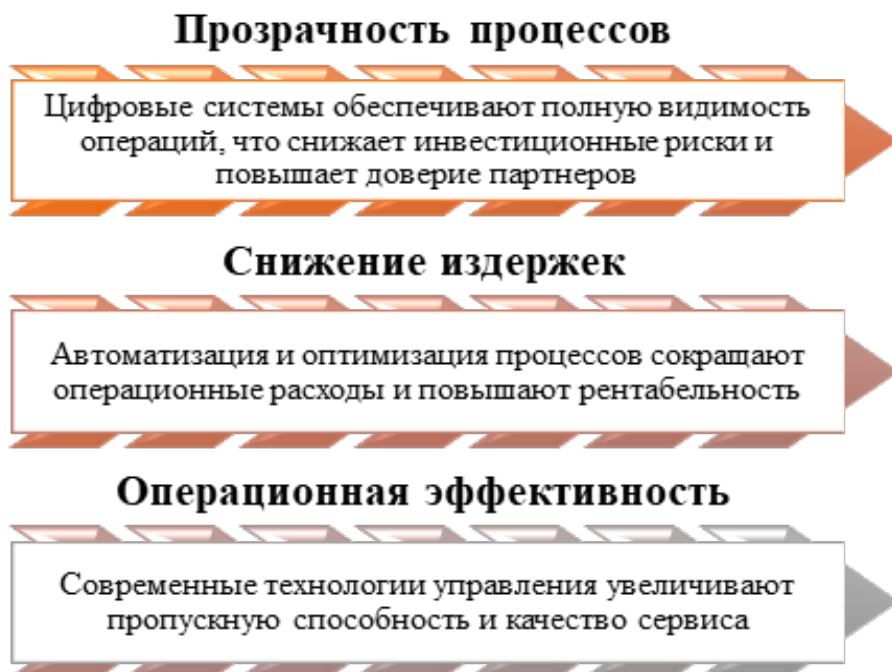 Прозрачность процессов
Цифровые системы обеспечивают полную видимость
операций, что снижает инвестиционные риски и
повышает доверие партнеров
Снижение издержек
Автоматизация и оптимизация процессов сокращают
операционные расходы и повышают рентабельность
Операционная эффективность
Современные технологии управления увеличивают
пропускную способность и качество сервиса